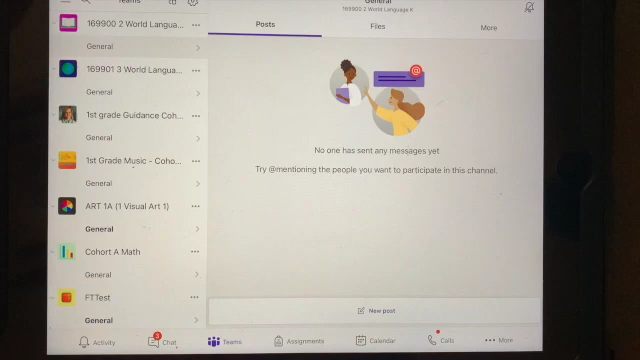 Teams
General
169900 2 World Language K
169900 2 World Langua...
General
169901 3 World Langua...
General
1st grade Guidance Coh...
General
1st Grade Music - Coho...
General
ART 1A (1 Visual Art 1)
General
Cohort A Math
General
FTTest
General
Posts
Files
More
@
No one has sent any messages yet
Try @mentioning the people you want to participate in this channel.
New post
Activity
3
Chat
Teams
Assignments
Calendar
Calls
More